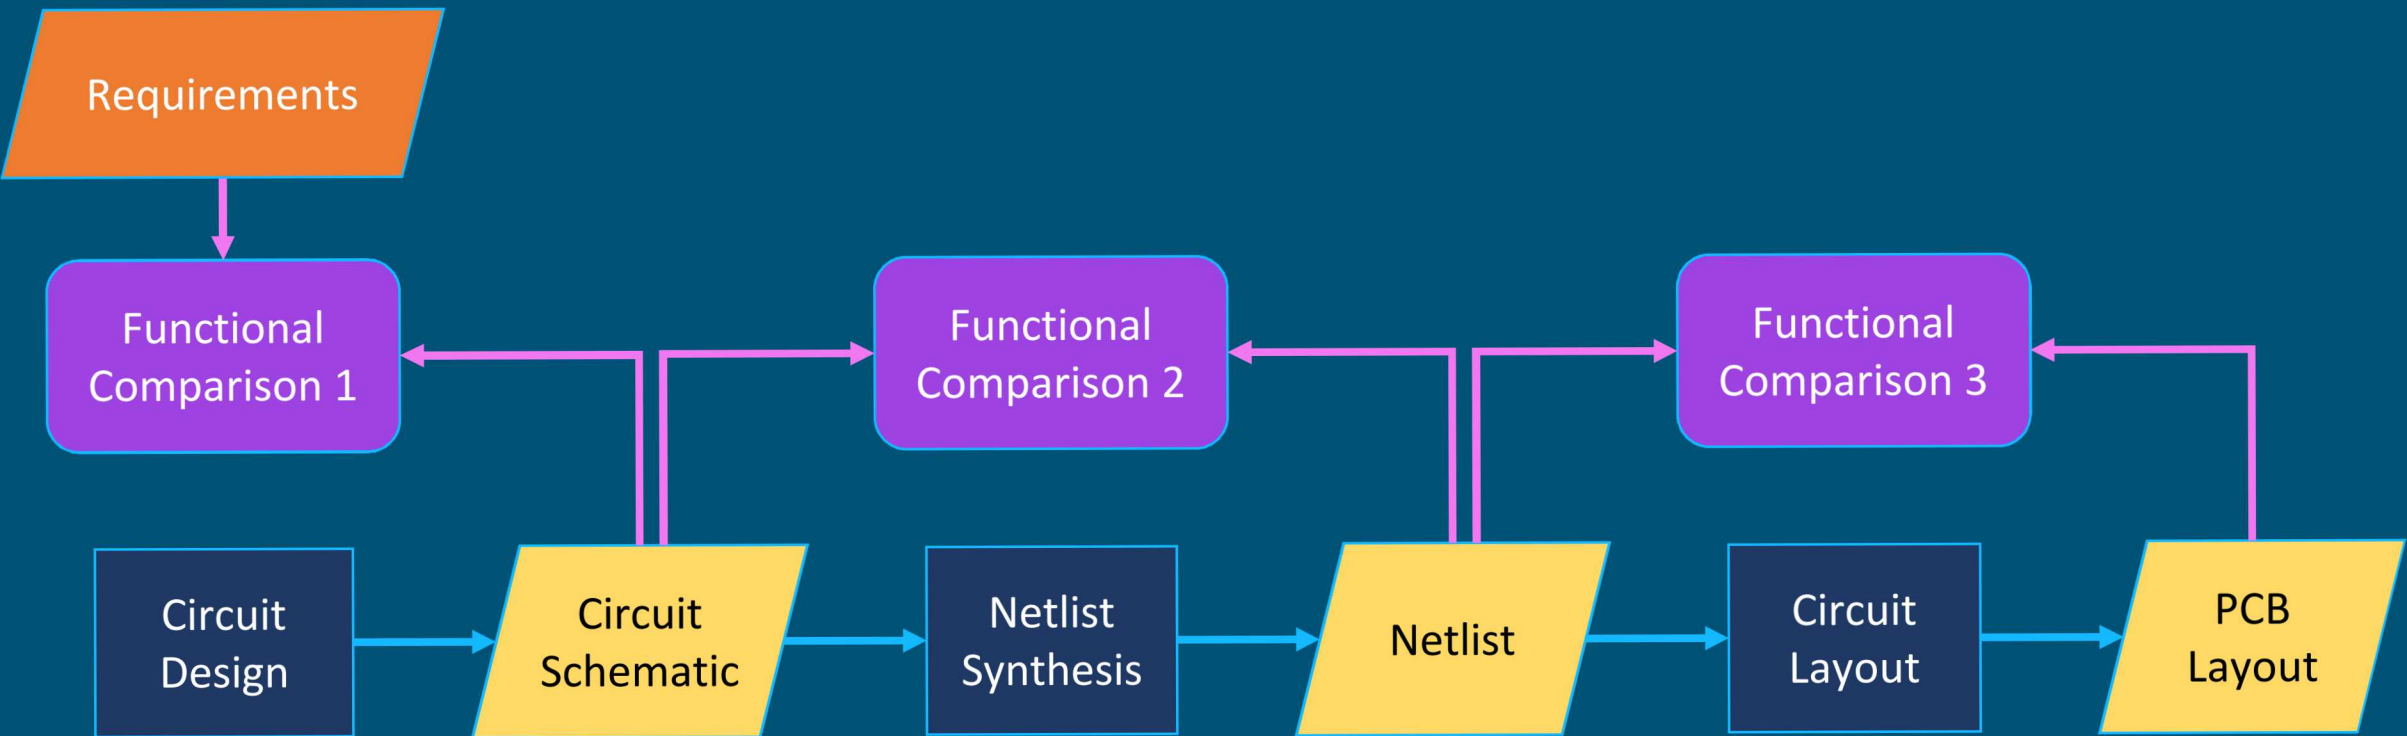 Requirements
Functional
Comparison 1
Functional
Comparison 2
Functional
Comparison 3
Circuit
Design
Circuit
Schematic
Netlist
Synthesis
Netlist
Circuit
Layout
PCB
Layout